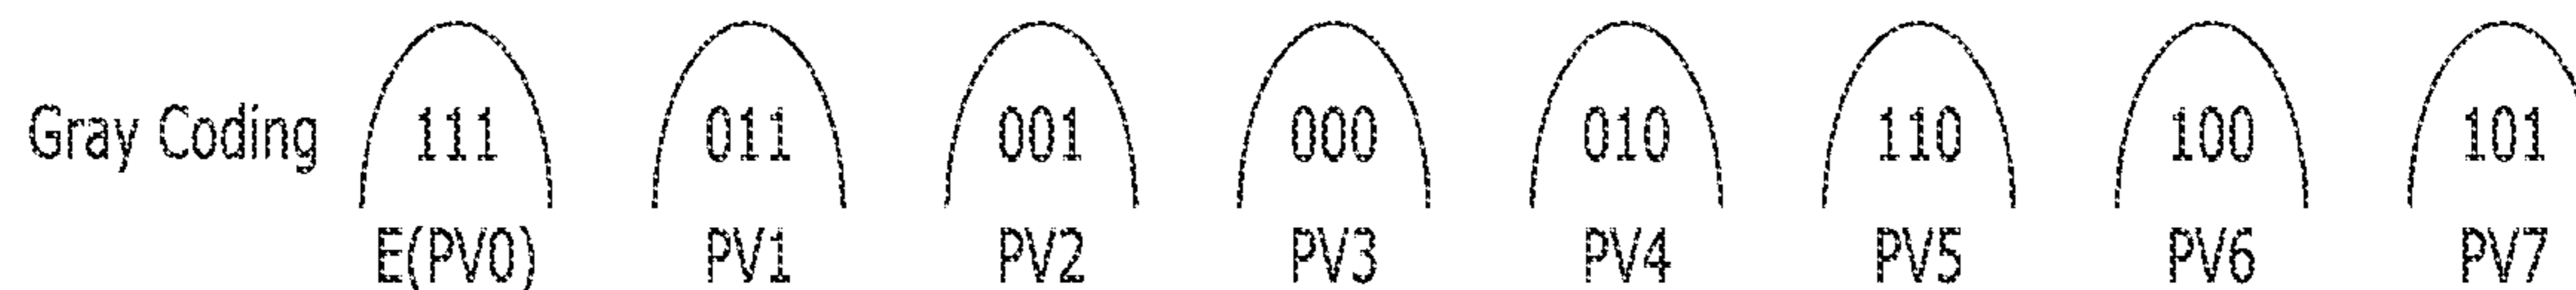 Gray Coding 111 011 001 000 010 110 100 101
E(PV0) PV1 PV2 PV3 PV4 PV5 PV6 PV7